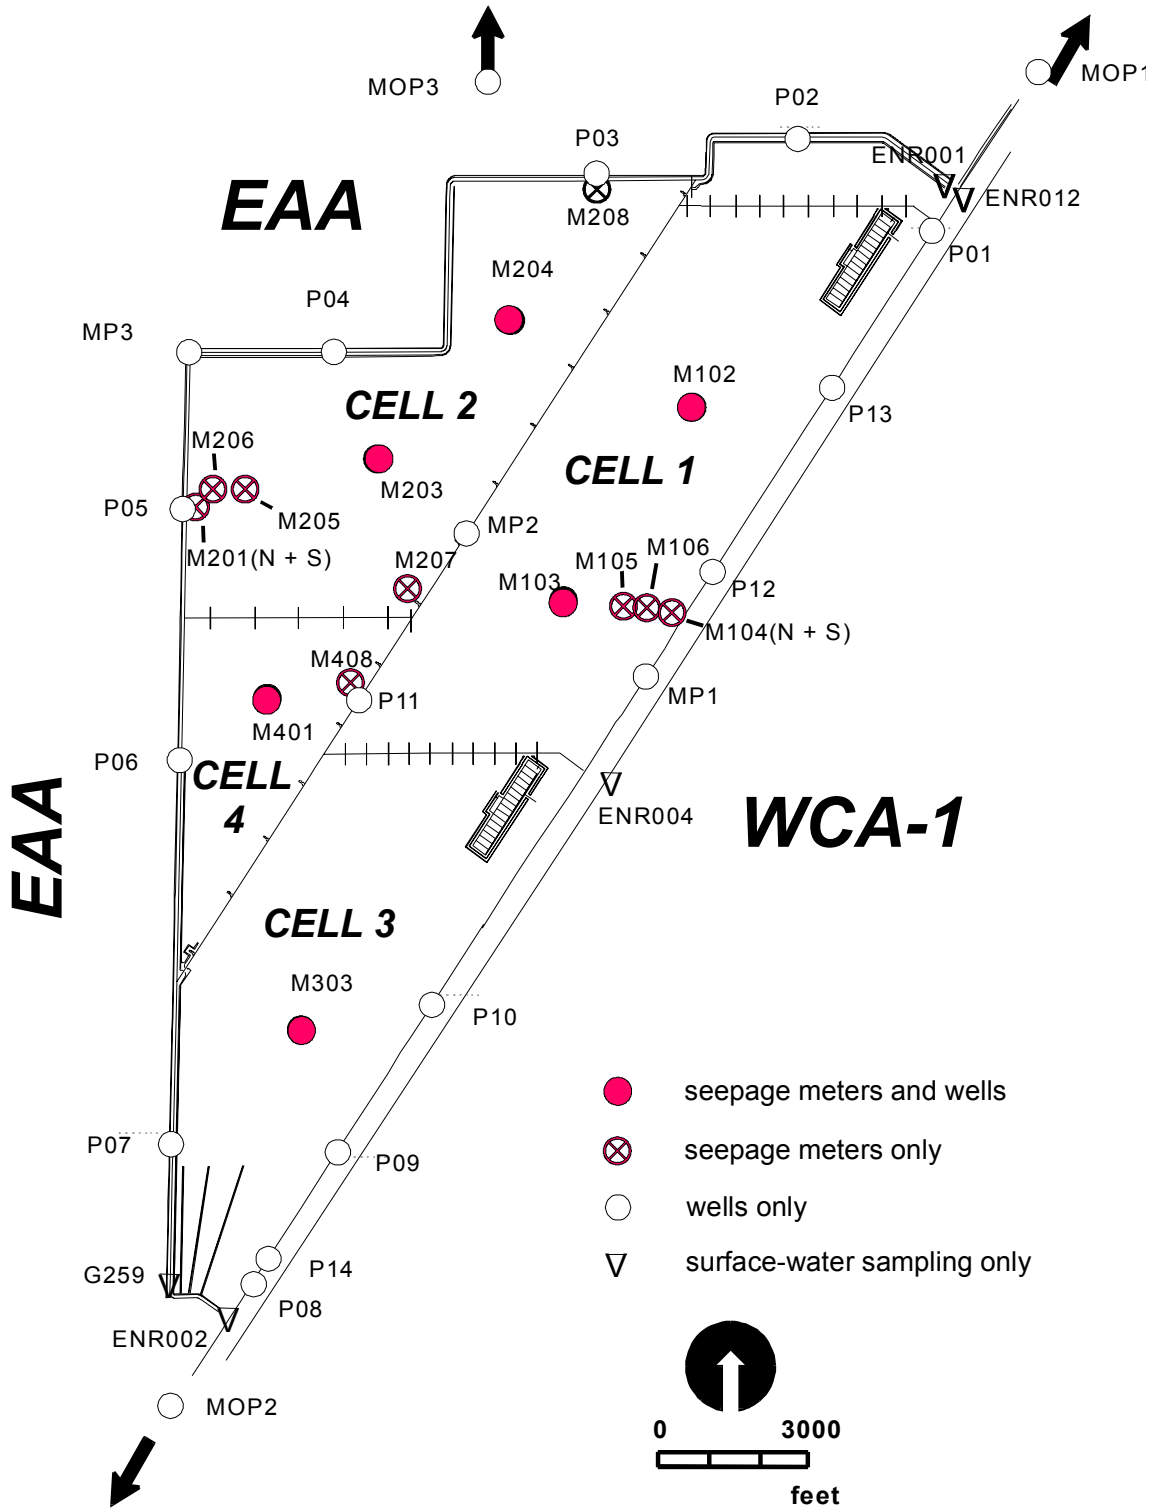 MOP3
MOP1
P02
P03
ENR001
EAA
M208
ENR012
P01
M204
P04
MP3
M102
CELL 2
P13
M206
CELL 1
M203
P05
M205
MP2
M201(N + S)
M207
M105
M106
M103
P12
M104(N + S)
M408
MP1
P11
M401
P06
CELL
4
ENR004
WCA-1
EAA
CELL 3
M303
P10
seepage meters and wells
P07
seepage meters only
P09
wells only
G259
P14
surface-water sampling only
P08
ENR002
MOP2
0 3000
feet